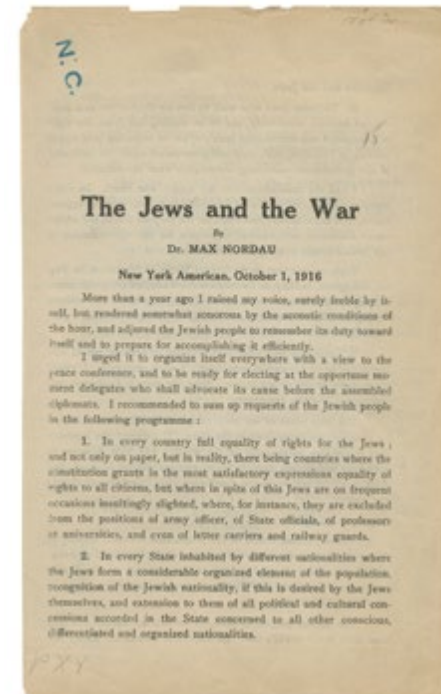 N.C.
15
The Jews and the War
By
Dr. MAX NORDAU
New York American, October 1, 1916
More than a year ago I raised my voice, surely feeble by it-
self, but rendered somewhat sonorous by the acoustic conditions of
the hour, and adjured the Jewish people to remember its duty toward
itself and to prepare for accomplishing it efficiently.
I urged it to organize itself everywhere with a view to the
peace conference, and to be ready for electing at the opportune mo-
ment delegates who shall advocate its cause before the assembled
diplomats. I recommended to sum up requests of the Jewish people
in the following programme :
1. In every country full equality of rights for the Jews ;
and not only on paper, but in reality, there being countries where the
constitution grants in the most satisfactory expressions equality of
rights to all citizens, but where in spite of this Jews are on frequent
occasions insultingly slighted, where, for instance, they are excluded
from the positions of army officer, of State officials, of professors
at universities, and even of letter carriers and railway guards.
2. In every State inhabited by different nationalities where
the Jews form a considerable organized element of the population,
recognition of the Jewish nationality, if this is desired by the Jews
themselves, and extension to them of all political and cultural con-
cessions accorded in the State concerned to all other conscious,
differentiated and organized nationalities.